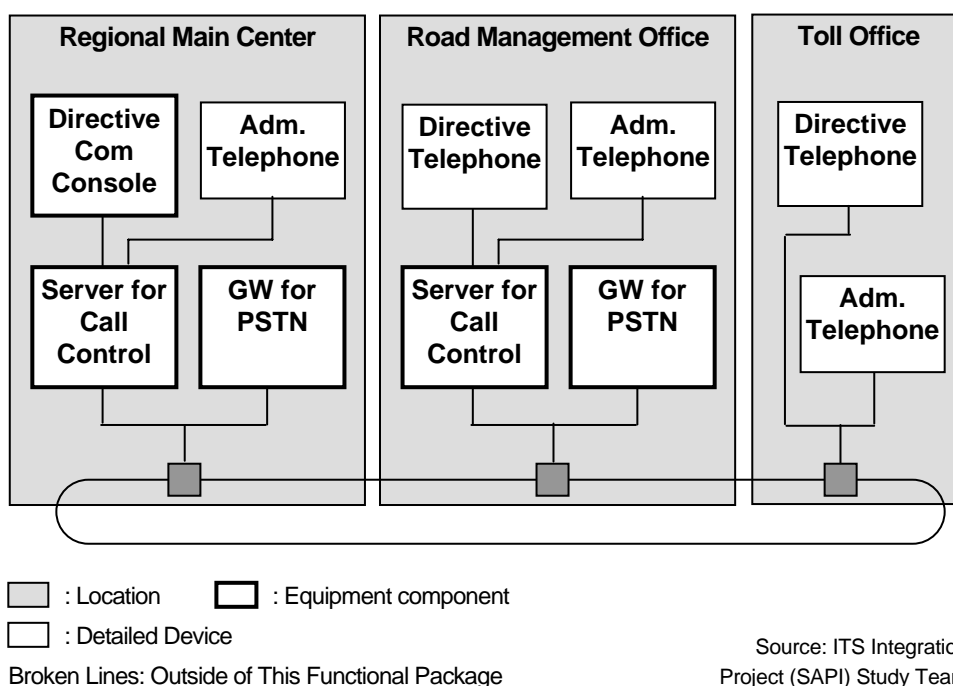 Regional Main Center
Road Management Office
Toll Office
Directive
Com
Console
Adm.
Telephone
Directive
Telephone
Adm.
Telephone
Directive
Telephone
Server for
Call
Control
GW for
PSTN
Server for
Call
Control
GW for
PSTN
Adm.
Telephone
: Location
: Equipment component
: Detailed Device
Broken Lines: Outside of This Functional Package
Source: ITS Integratio
Project (SAPI) Study Tear